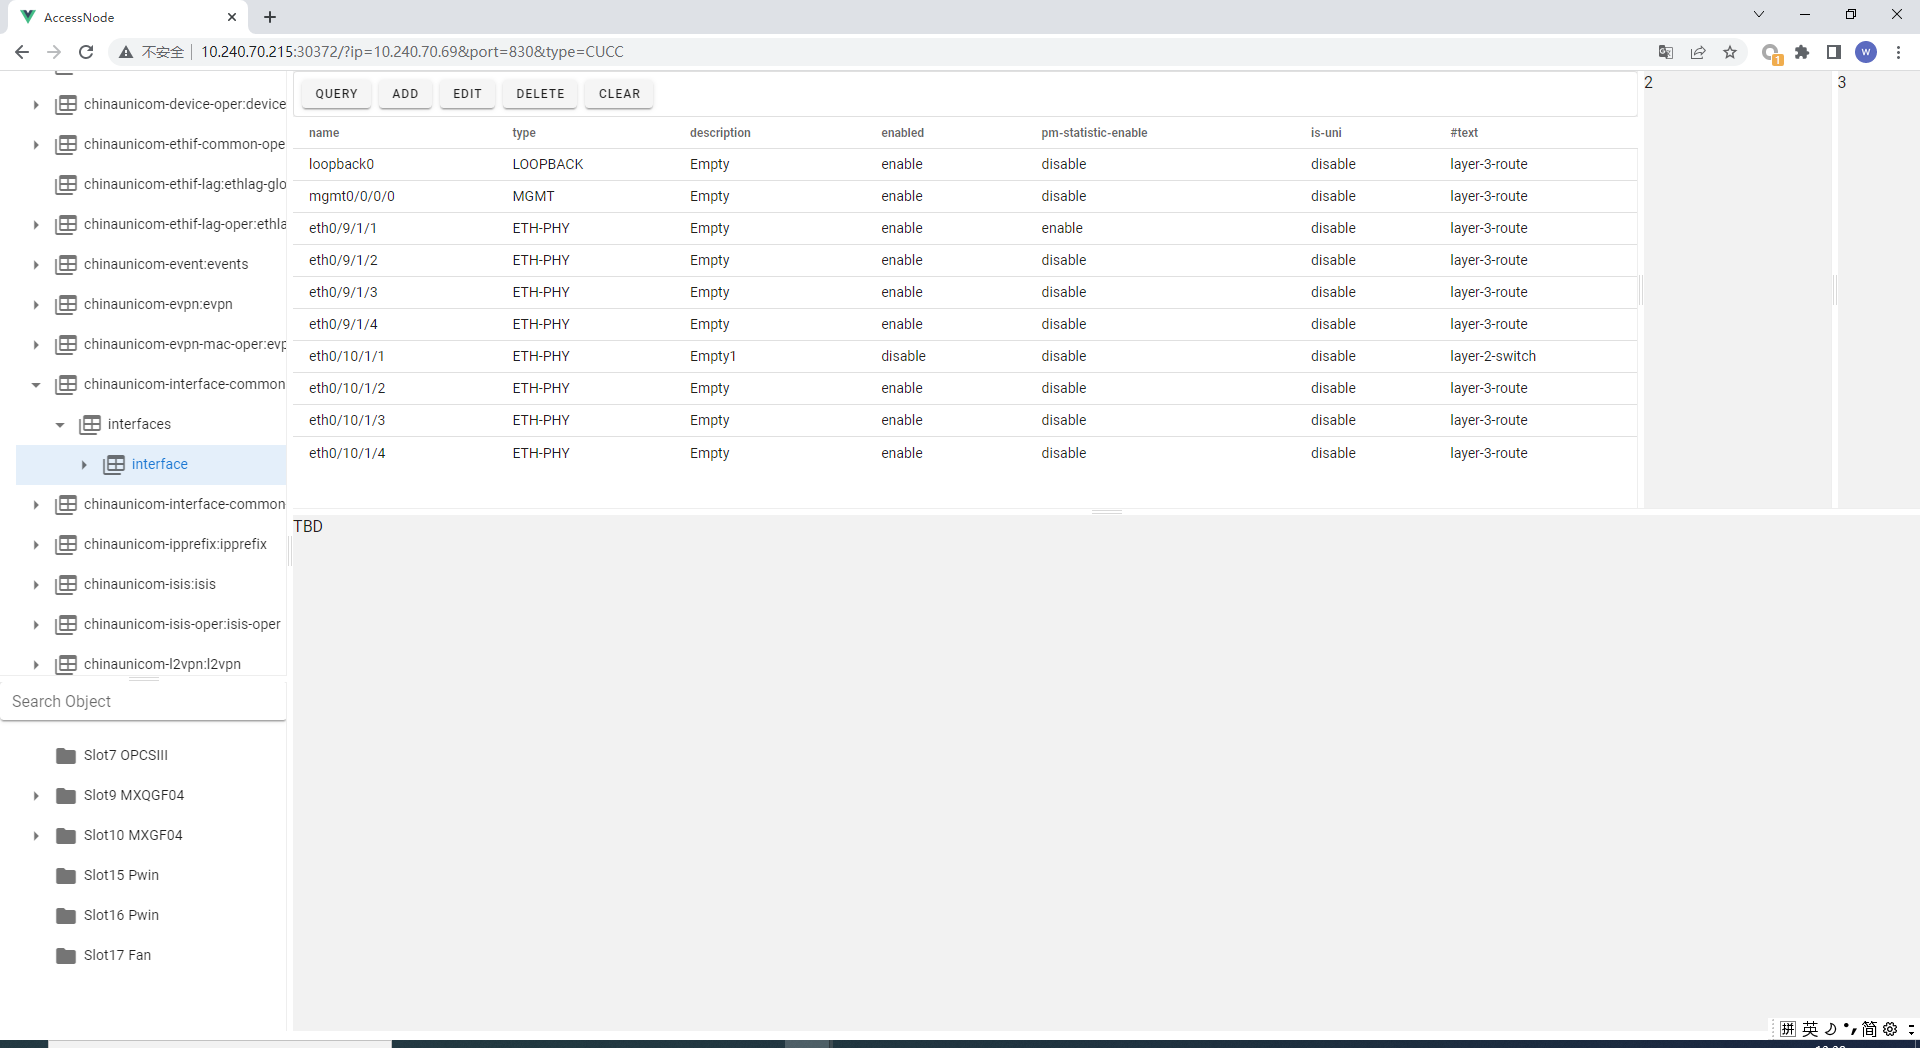 AccessNode
不安全 10.240.70.215:30372/?ip=10.240.70.69&port=830&type=CUCC
1
W
chinaunicom-device-oper:device
chinaunicom-ethif-common-ope
chinaunicom-ethif-lag:ethlag-glo
chinaunicom-ethif-lag-oper:ethla
chinaunicom-event:events
chinaunicom-evpn:evpn
chinaunicom-evpn-mac-oper:evp
chinaunicom-interface-common
interfaces
interface
chinaunicom-interface-common
chinaunicom-ipprefix:ipprefix
chinaunicom-isis:isis
chinaunicom-isis-oper:isis-oper
chinaunicom-l2vpn:l2vpn
Search Object
Slot7 OPCSIII
Slot9 MXQGF04
Slot10 MXGF04
Slot15 Pwin
Slot16 Pwin
Slot17 Fan
QUERY ADD EDIT DELETE CLEAR
name type description enabled pm-statistic-enable is-uni #text
loopback0 LOOPBACK Empty enable disable disable layer-3-route
mgmt0/0/0/0 MGMT Empty enable disable disable layer-3-route
eth0/9/1/1 ETH-PHY Empty enable enable disable layer-3-route
eth0/9/1/2 ETH-PHY Empty enable disable disable layer-3-route
eth0/9/1/3 ETH-PHY Empty enable disable disable layer-3-route
eth0/9/1/4 ETH-PHY Empty enable disable disable layer-3-route
eth0/10/1/1 ETH-PHY Empty1 disable disable disable layer-2-switch
eth0/10/1/2 ETH-PHY Empty enable disable disable layer-3-route
eth0/10/1/3 ETH-PHY Empty enable disable disable layer-3-route
eth0/10/1/4 ETH-PHY Empty enable disable disable layer-3-route
2
3
TBD
拼 英 简